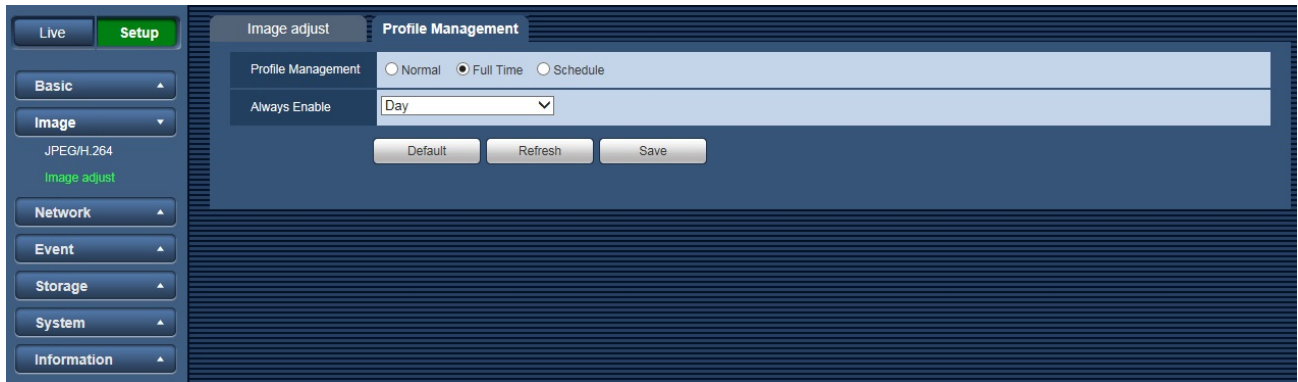 Live Setup
Basic
Image
JPEG/H.264
Image adjust
Network
Event
Storage
System
Information
Image adjust Profile Management
Profile Management Normal Full Time Schedule
Always Enable Day
Default Refresh Save